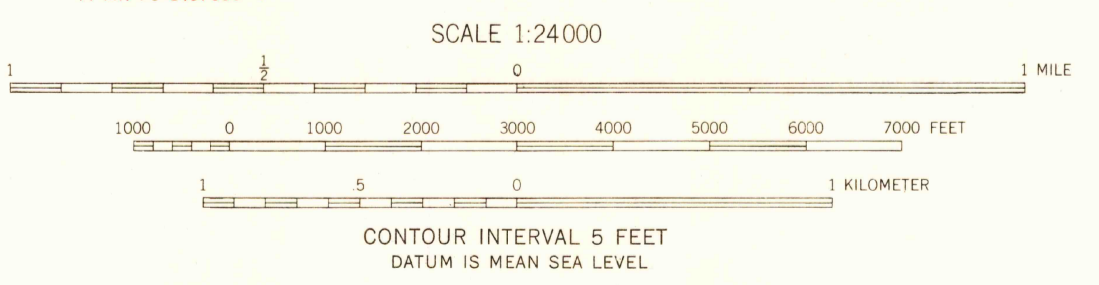 SCALE 1:24000
1 1/2 0 1 MILE
1000 0 1000 2000 3000 4000 5000 6000 7000 FEET
1 .5 0 1 KILOMETER
CONTOUR INTERVAL 5 FEET
DATUM IS MEAN SEA LEVEL